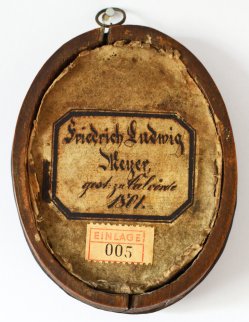 Friedrich Ludwig
Meyer,
gest. zu
1801.
EINLAGE
005